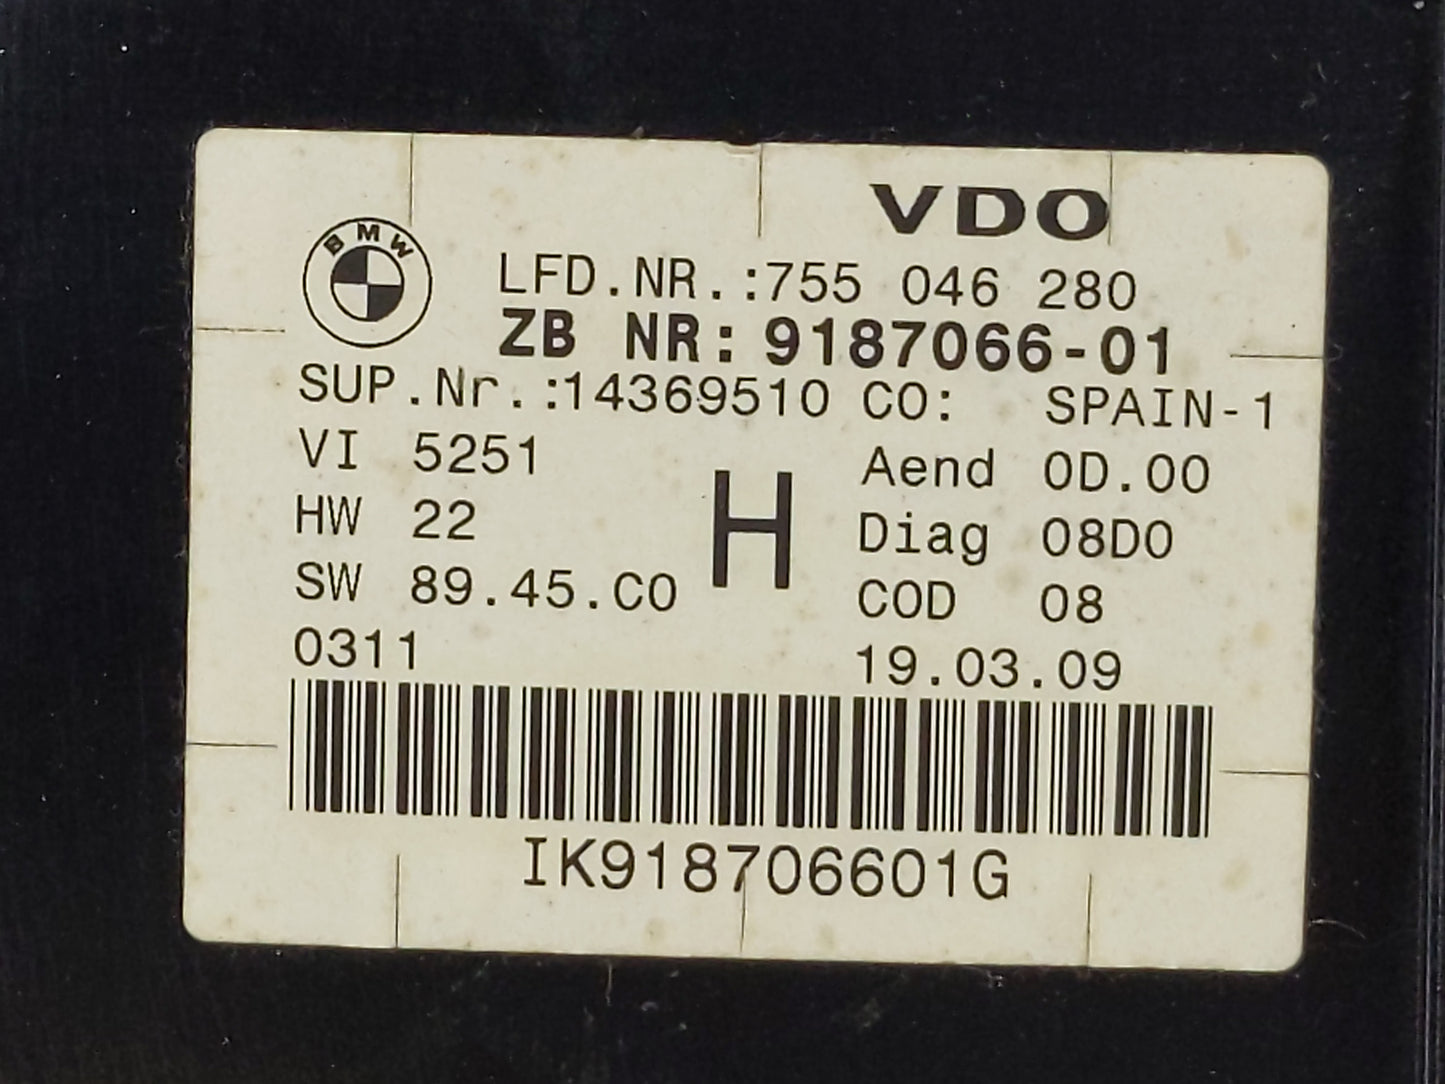 VDO
BMW
LFD.NR.:755 046 280
ZB NR: 9187066-01
SUP.Nr.:14369510 CO: SPAIN-1
VI 5251
Aend 0D.00
HW 22
H
Diag 08D0
SW 89.45.C0
COD 08
0311
19.03.09
IK918706601G